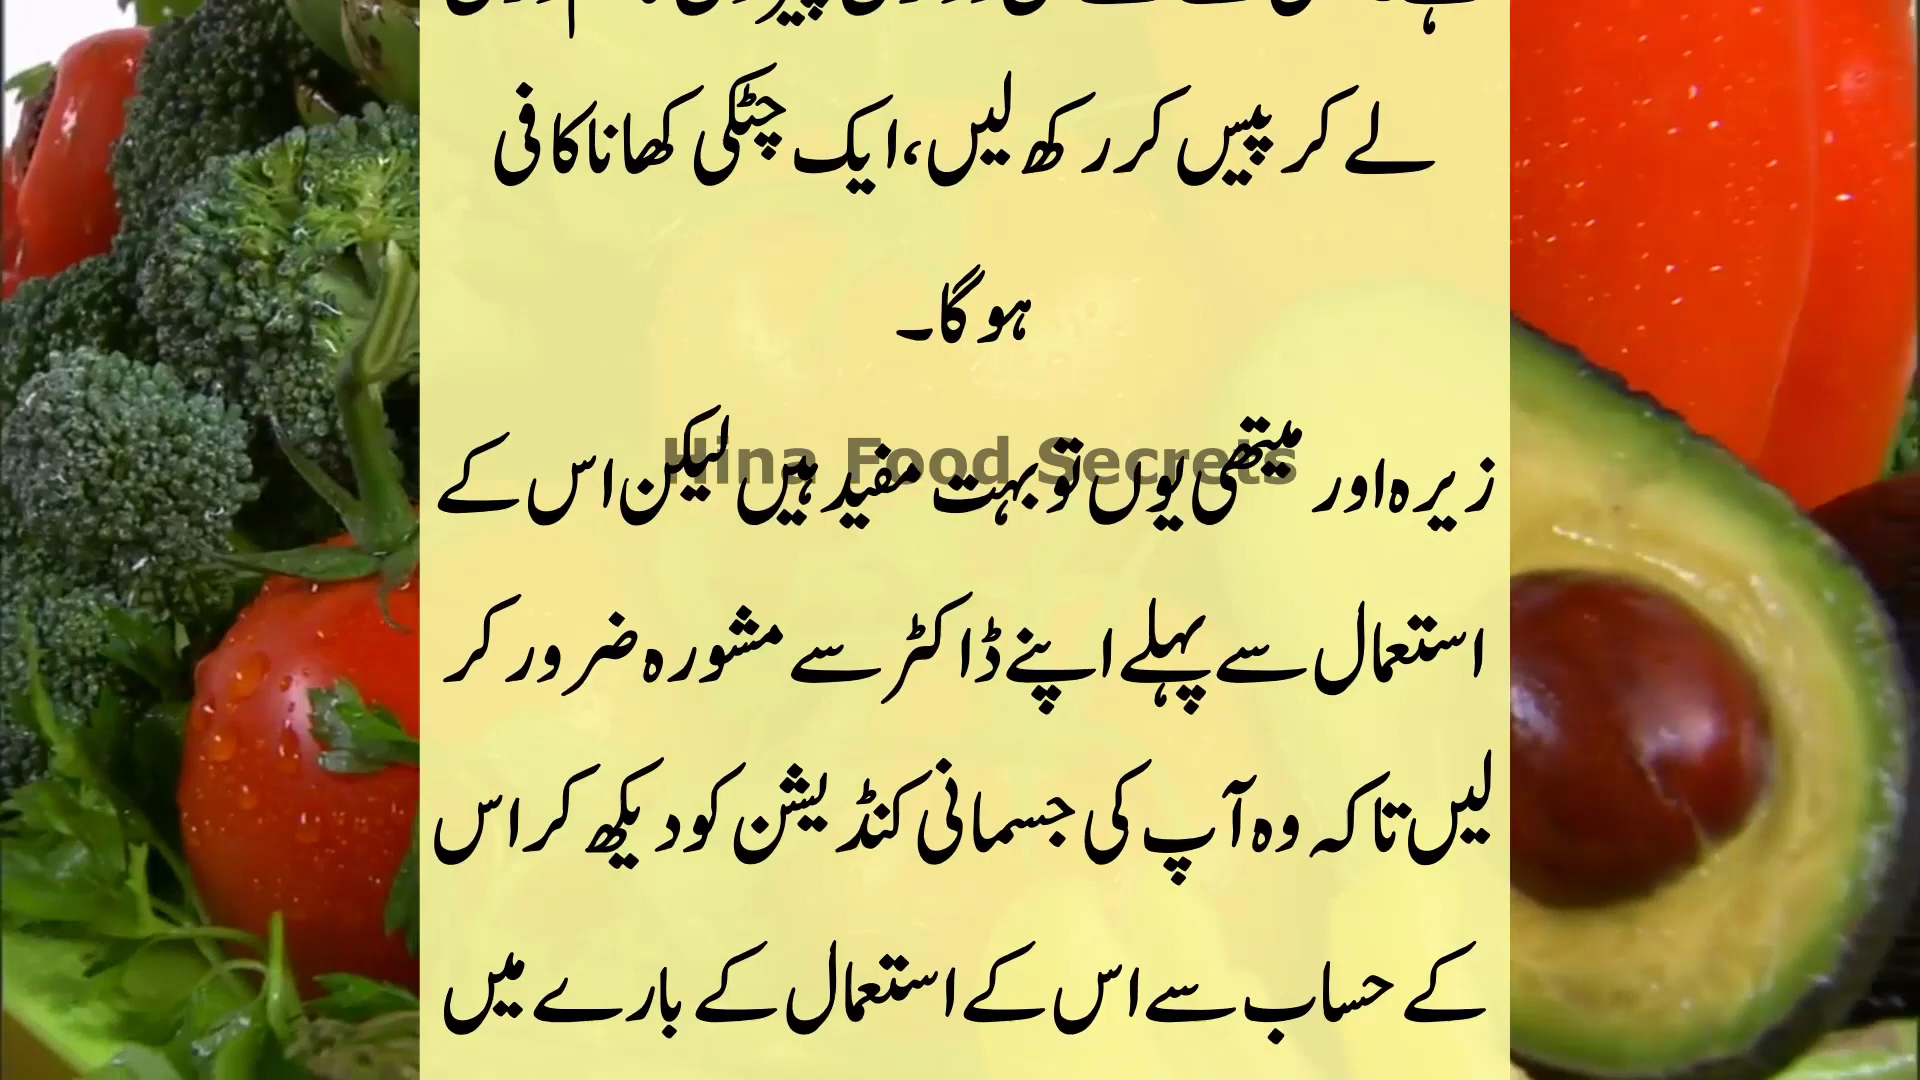 لے کر پیس کر رکھ لیں، ایک چٹکی کھانا کافی
ہو گا۔
Hina Food Secrets
زیرہ اور میتھی یوں تو بہت مفید ہیں لیکن اس کے
استعمال سے پہلے اپنے ڈاکٹر سے مشورہ ضرور کر
لیں تاکہ وہ آپ کی جسمانی کنڈیشن کو دیکھ کر اس
کے حساب سے اس کے استعمال کے بارے میں